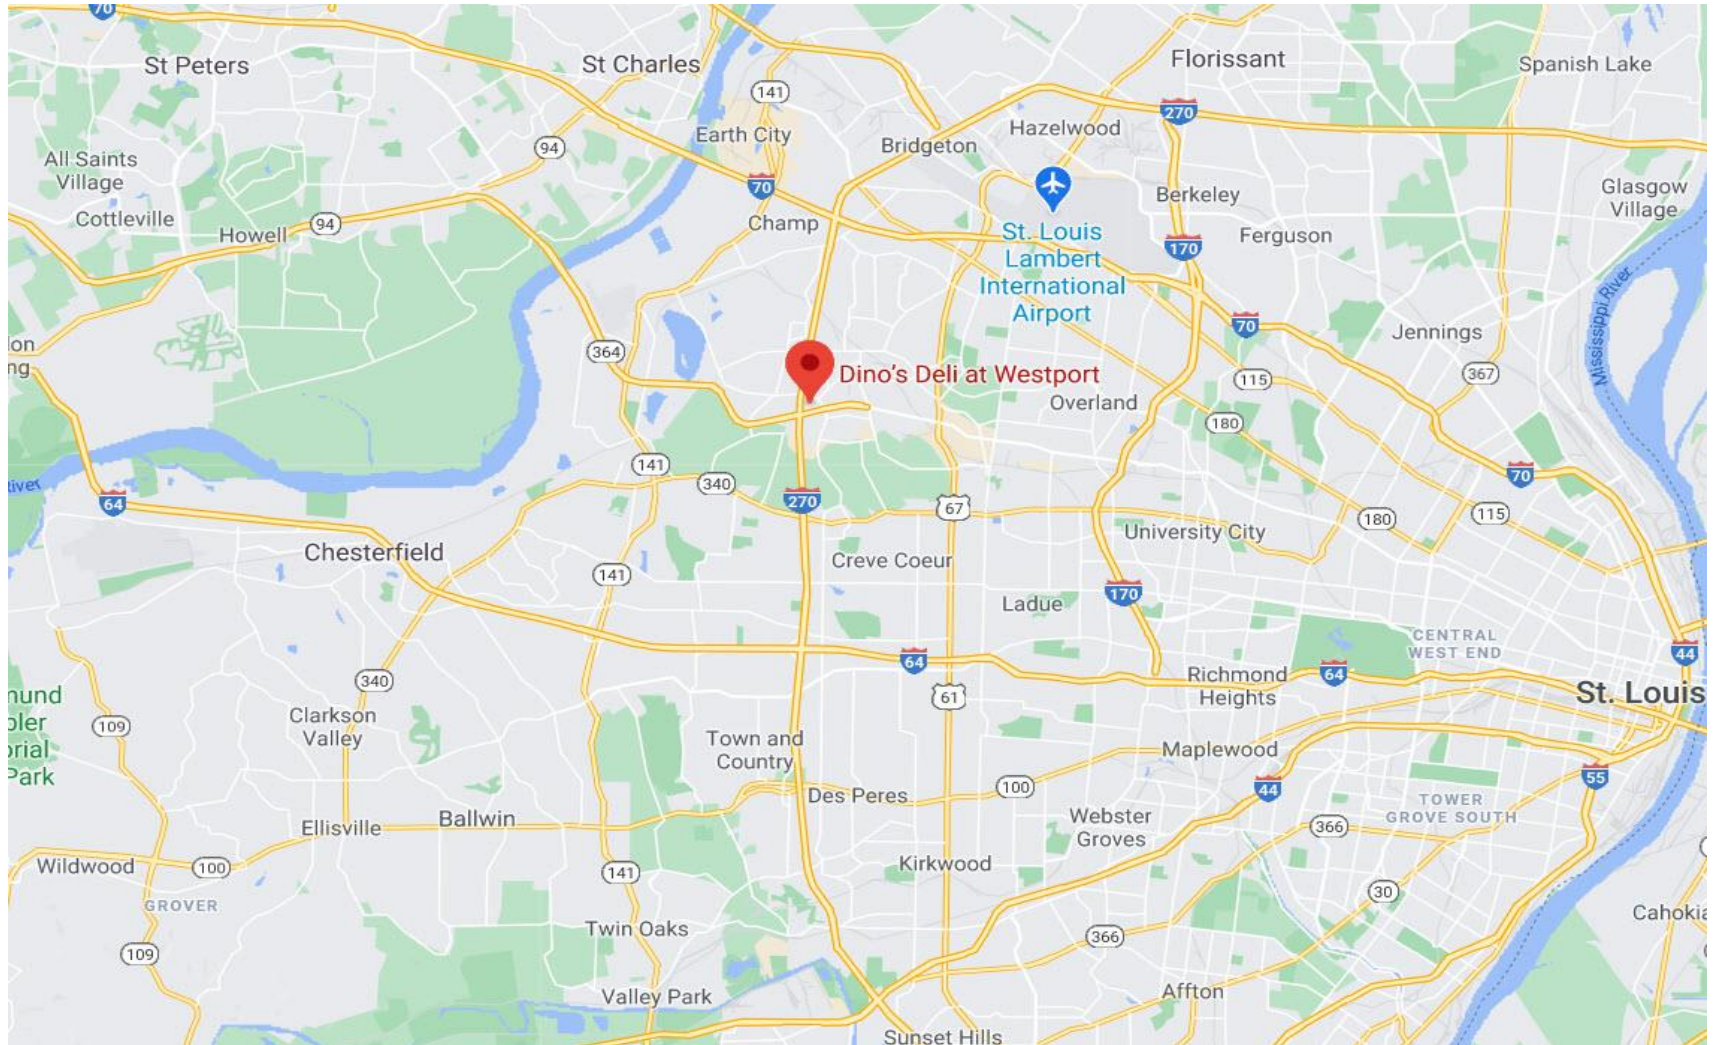 70
St Peters
St Charles
Florissant
Spanish Lake
141
270
Earth City
Hazelwood
Bridgeton
94
All Saints
Village
70
Berkeley
Glasgow
Village
Cottleville
94
Howell
Champ
St. Louis
Lambert
International
Airport
170
Ferguson
Mississippi River
70
Jennings
364
Dino's Deli at Westport
115
367
Overland
180
141
340
270
67
70
64
180
115
University City
Chesterfield
Creve Coeur
141
170
Ladue
CENTRAL
WEST END
64
44
Richmond
Heights
64
340
61
St. Louis
109
Clarkson
Valley
Town and
Country
Maplewood
Park
100
44
55
Des Peres
TOWER
GROVE SOUTH
Ellisville
Ballwin
Webster
Groves
366
Wildwood
100
141
Kirkwood
30
GROVER
Twin Oaks
366
109
Valley Park
Affton
Sunset Hills